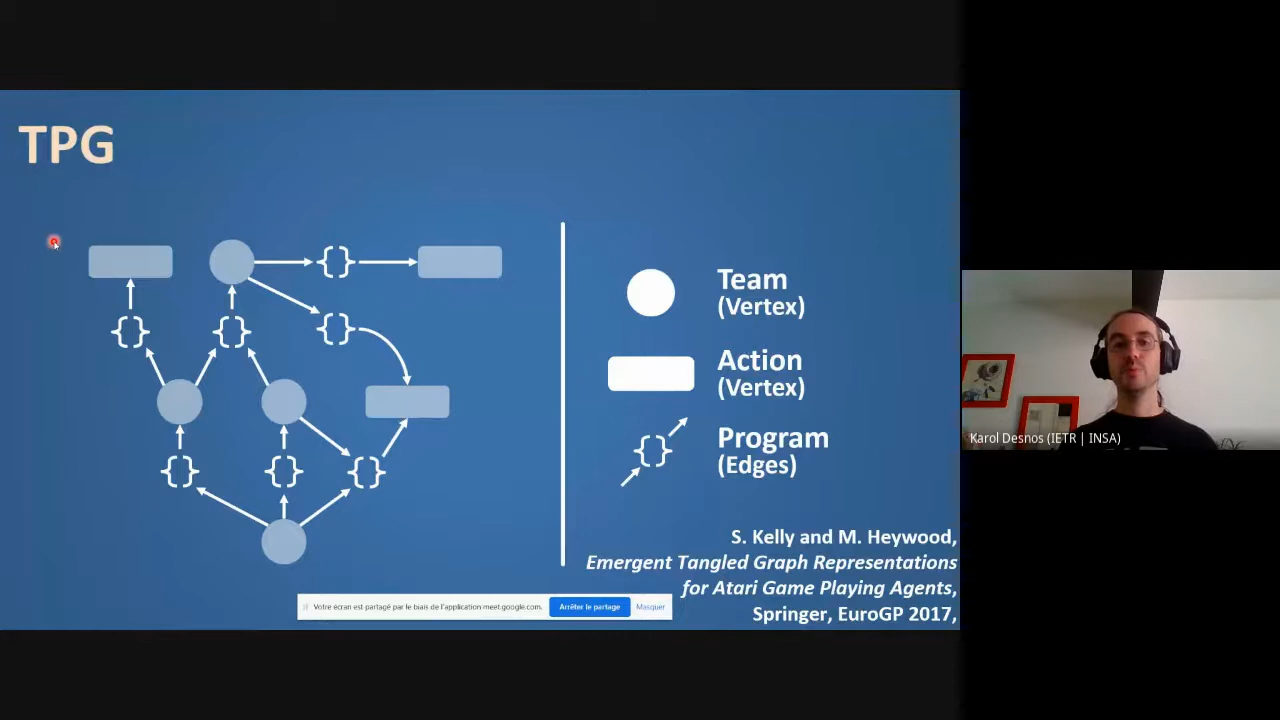 TPG
{}
{}
{}
{}
{}
{}
{}
Team
(Vertex)
Action
(Vertex)
{}
Program
(Edges)
S. Kelly and M. Heywood,
Emergent Tangled Graph Representations
for Atari Game Playing Agents,
Springer, EuroGP 2017,
Votre écran est partagé par le biais de l'application meet.google.com.
Arrêter le partage
Masquer
Karol Desnos (IETR | INSA)